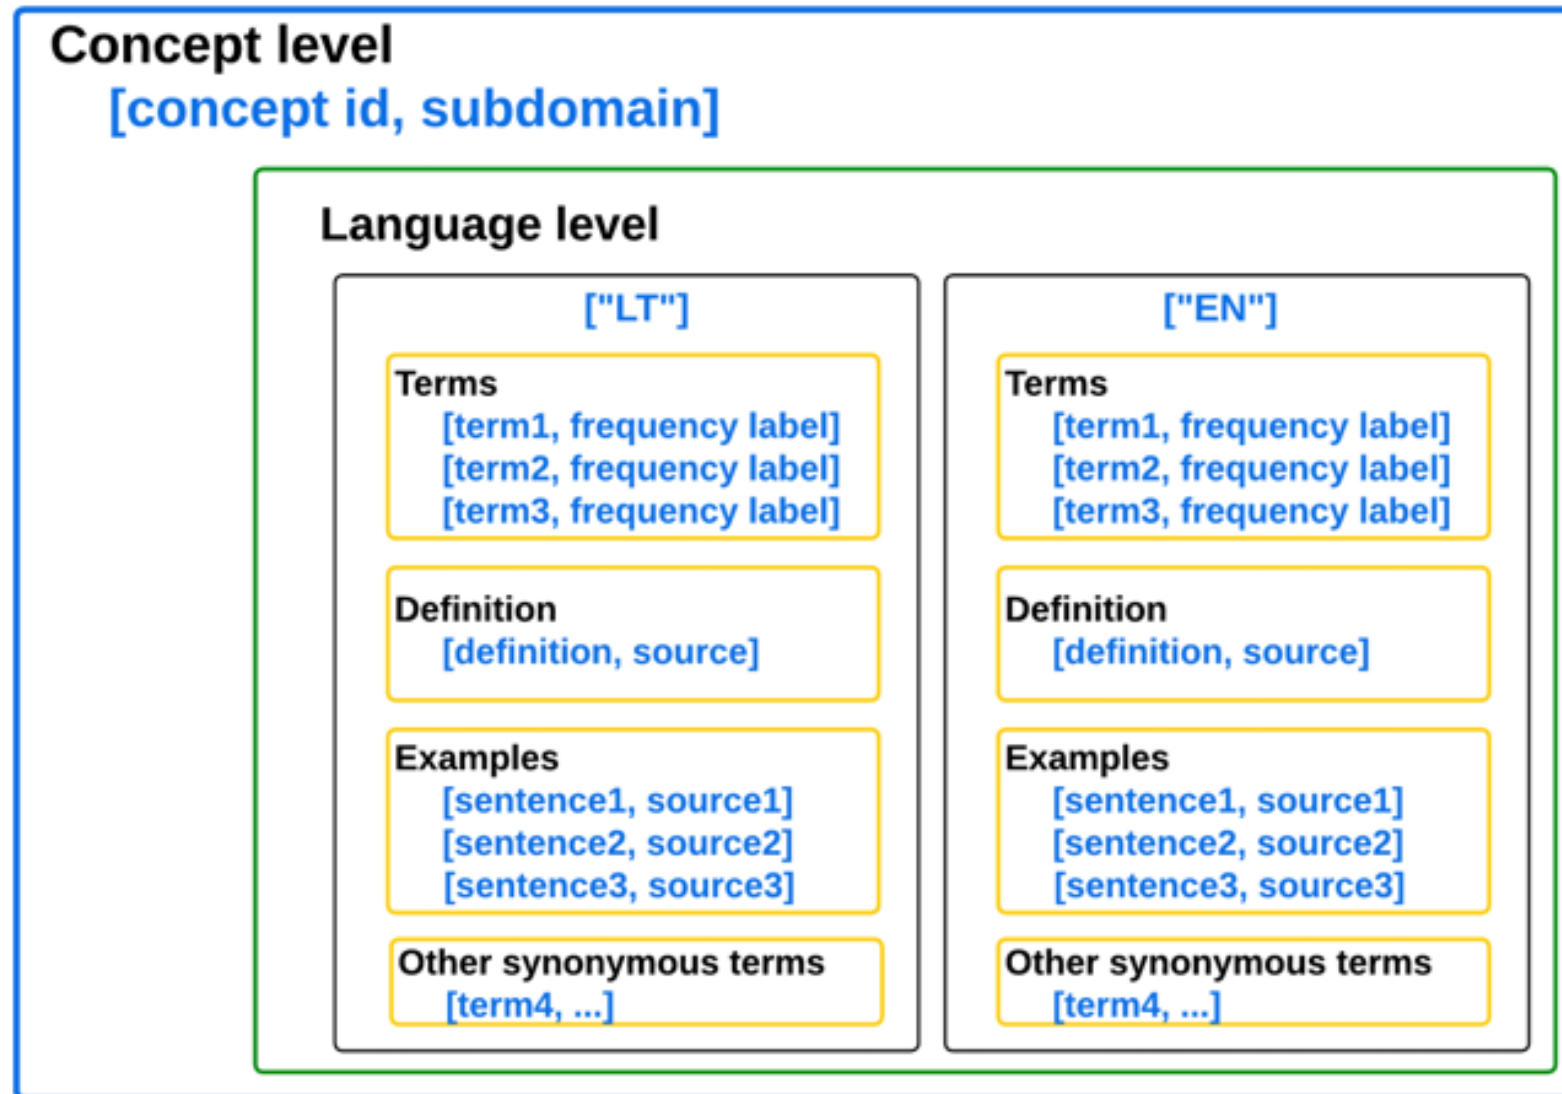 Concept level
[concept id, subdomain]
Language level
["LT"]
Terms
[term1, frequency label]
[term2, frequency label]
[term3, frequency label]
Definition
[definition, source]
Examples
[sentence1, source1]
[sentence2, source2]
[sentence3, source3]
Other synonymous terms
[term4, ...]
["EN"]
Terms
[term1, frequency label]
[term2, frequency label]
[term3, frequency label]
Definition
[definition, source]
Examples
[sentence1, source1]
[sentence2, source2]
[sentence3, source3]
Other synonymous terms
[term4, ...]